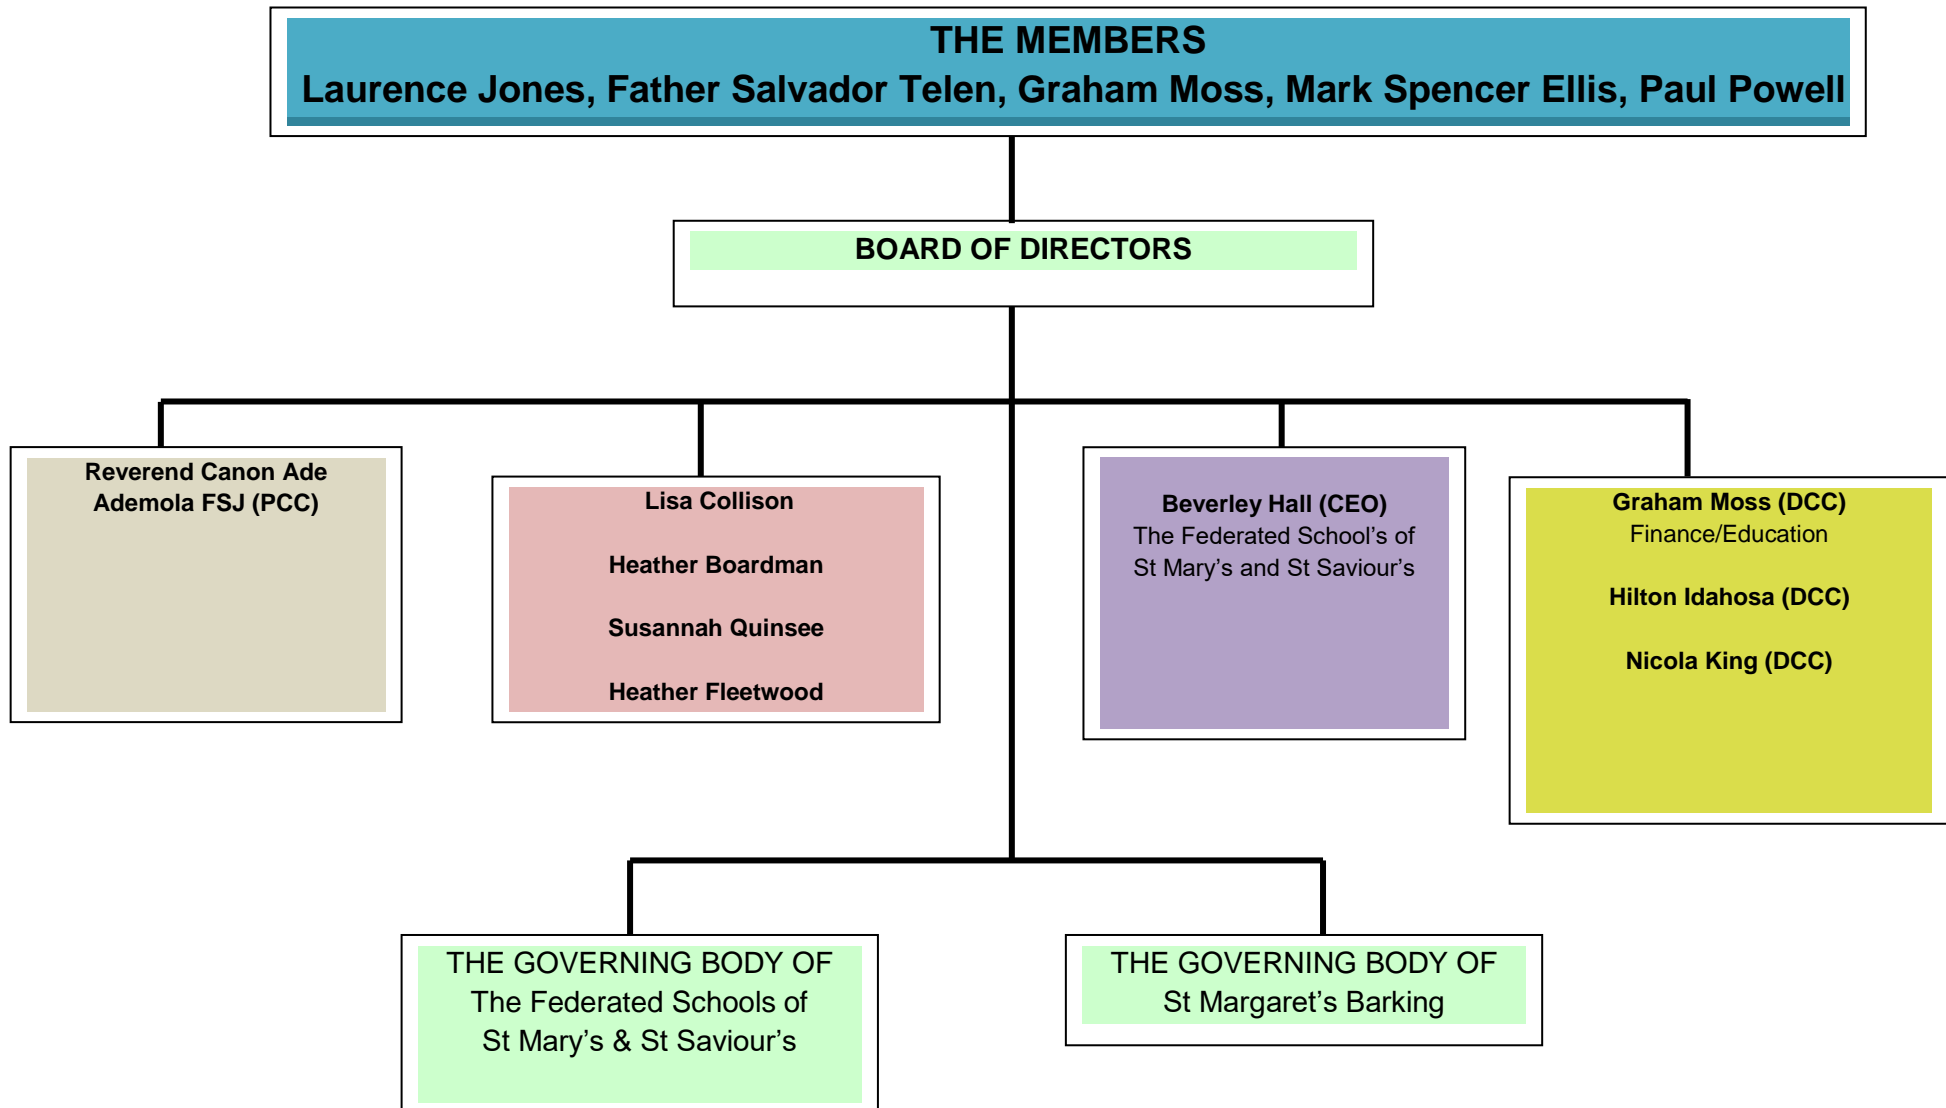 THE MEMBERS
Laurence Jones, Father Salvador Telen, Graham Moss, Mark Spencer Ellis, Paul Powell
BOARD OF DIRECTORS
Reverend Canon Ade
Ademola FSJ (PCC)
Lisa Collison
Heather Boardman
Susannah Quinsee
Heather Fleetwood
Beverley Hall (CEO)
The Federated School’s of
St Mary’s and St Saviour’s
Graham Moss (DCC)
Finance/Education
Hilton Idahosa (DCC)
Nicola King (DCC)
THE GOVERNING BODY OF
The Federated Schools of
St Mary’s & St Saviour’s
THE GOVERNING BODY OF
St Margaret’s Barking